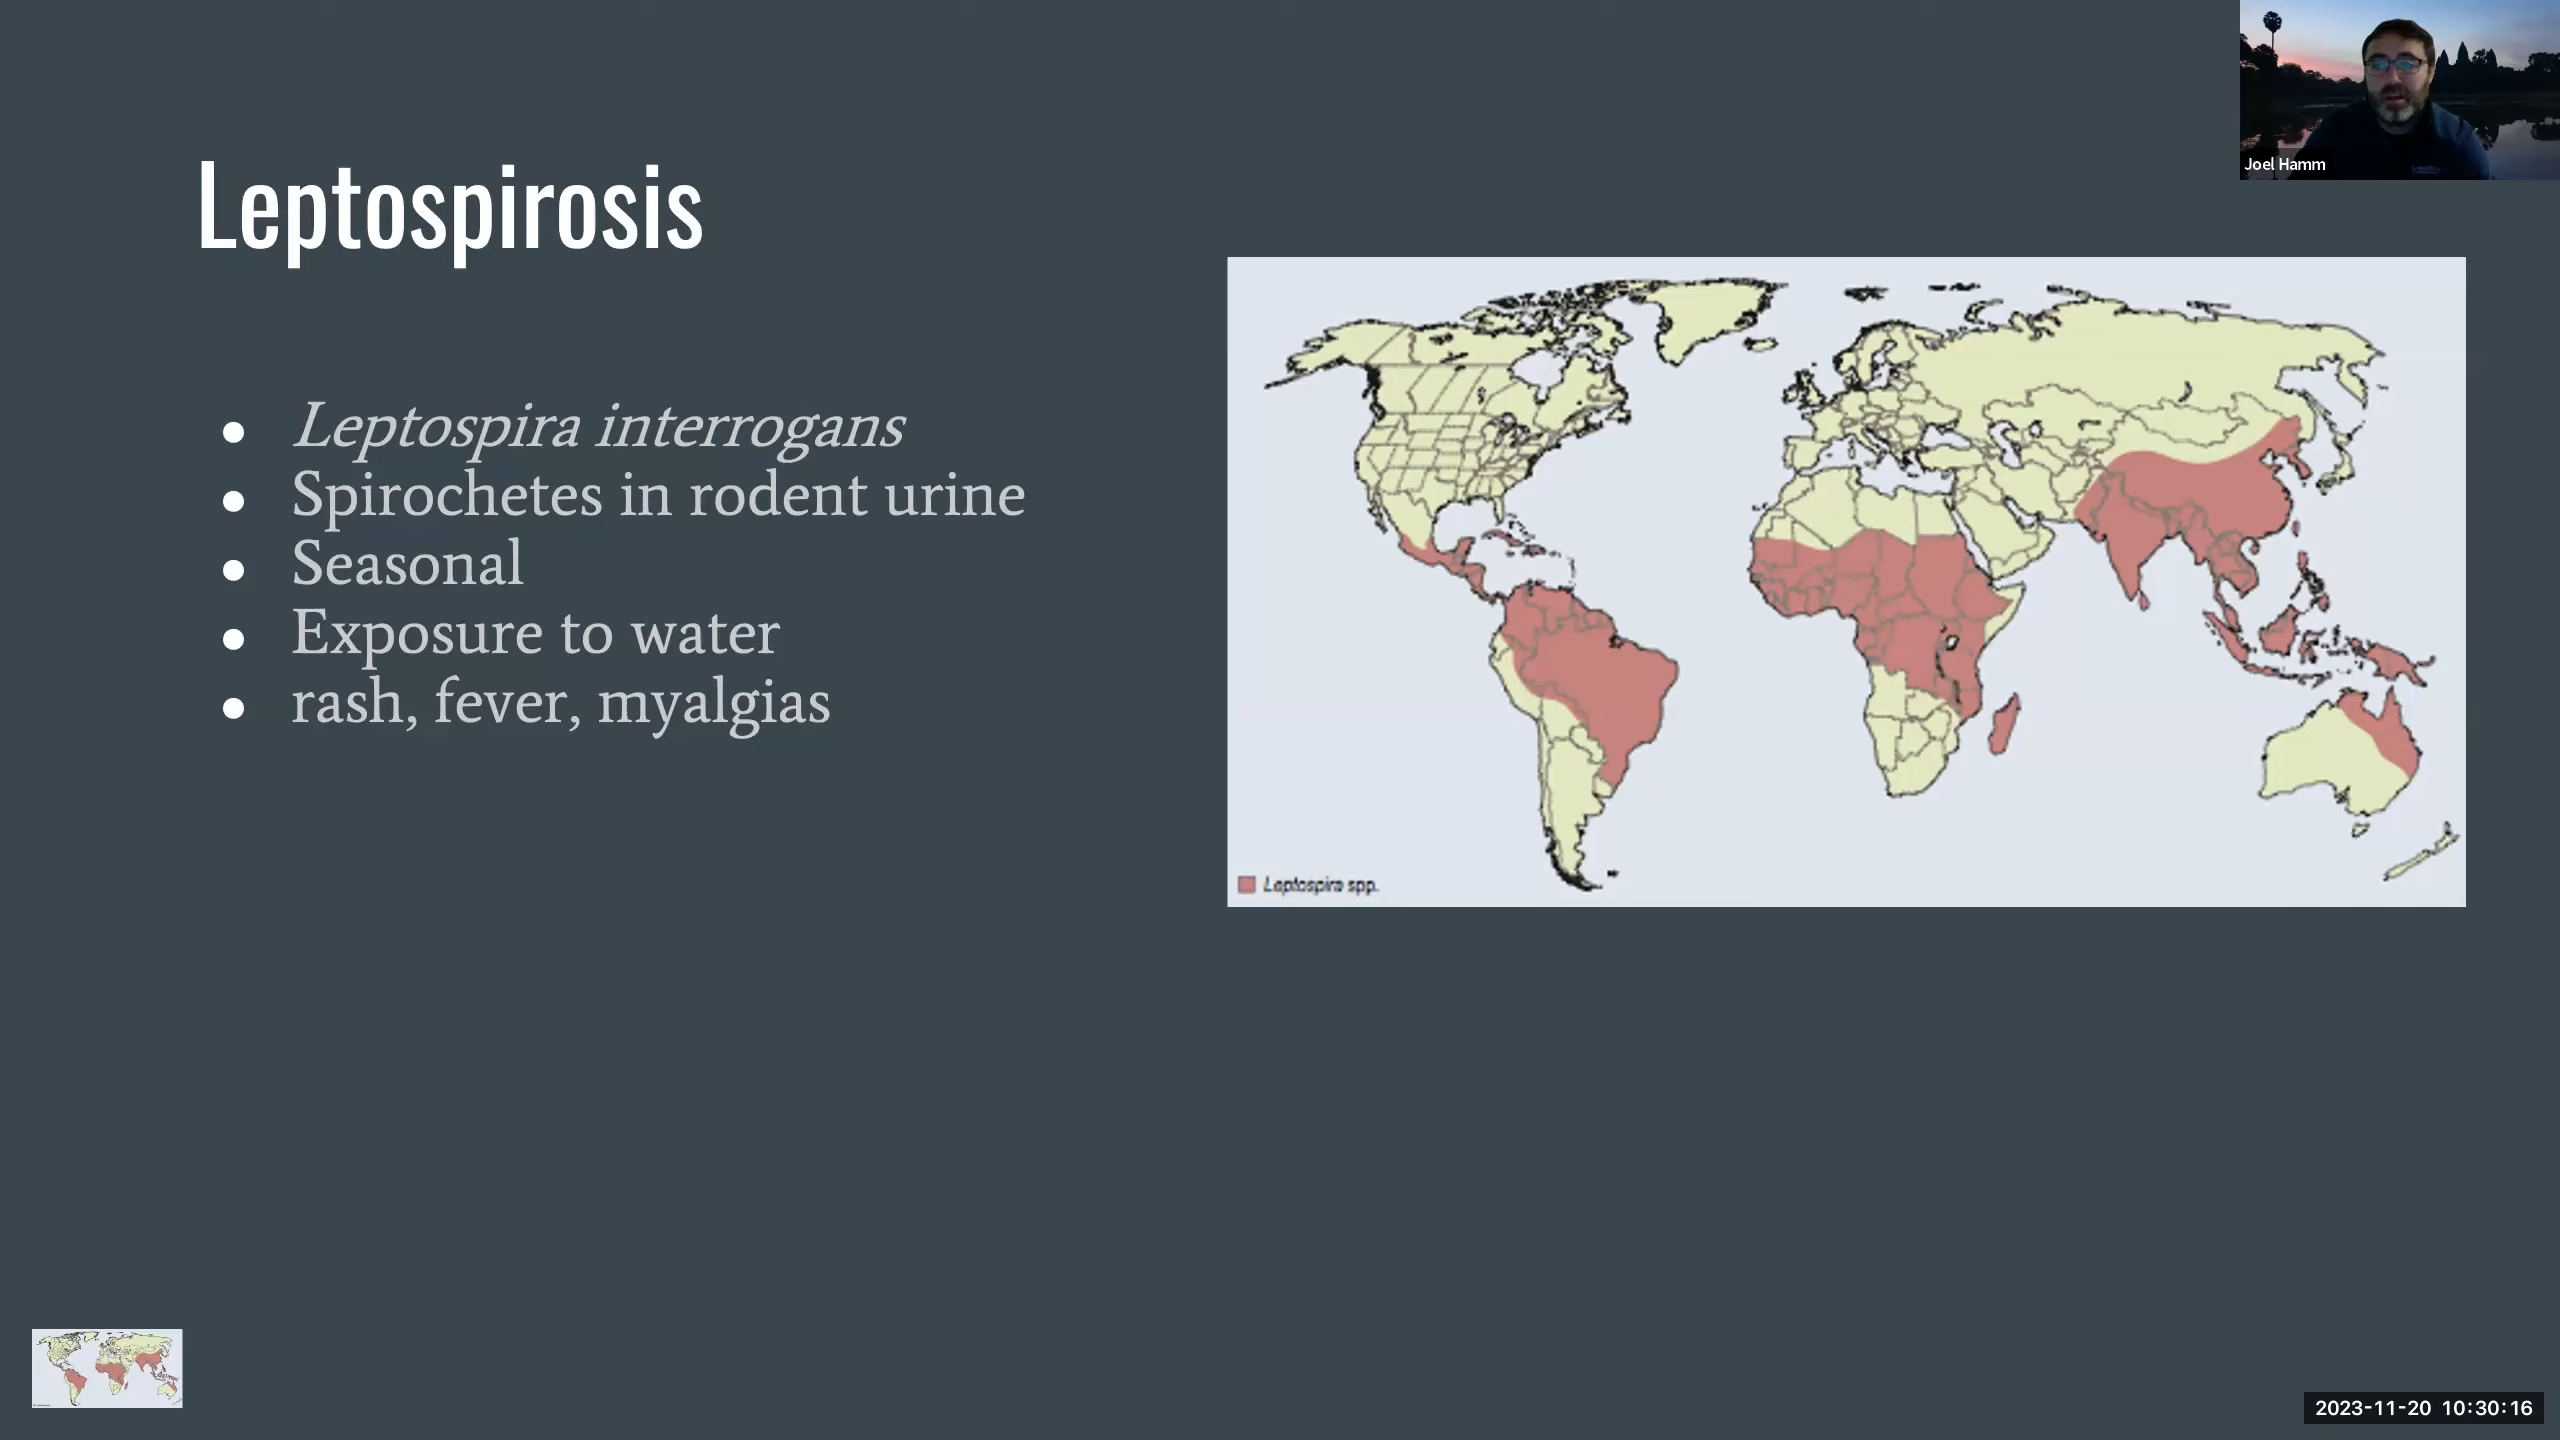 Joel Hamm
Leptospirosis
Leptospira interrogans
Spirochetes in rodent urine
Seasonal
Exposure to water
rash, fever, myalgias
Leptospira spp.
2023-11-20 10:30:16